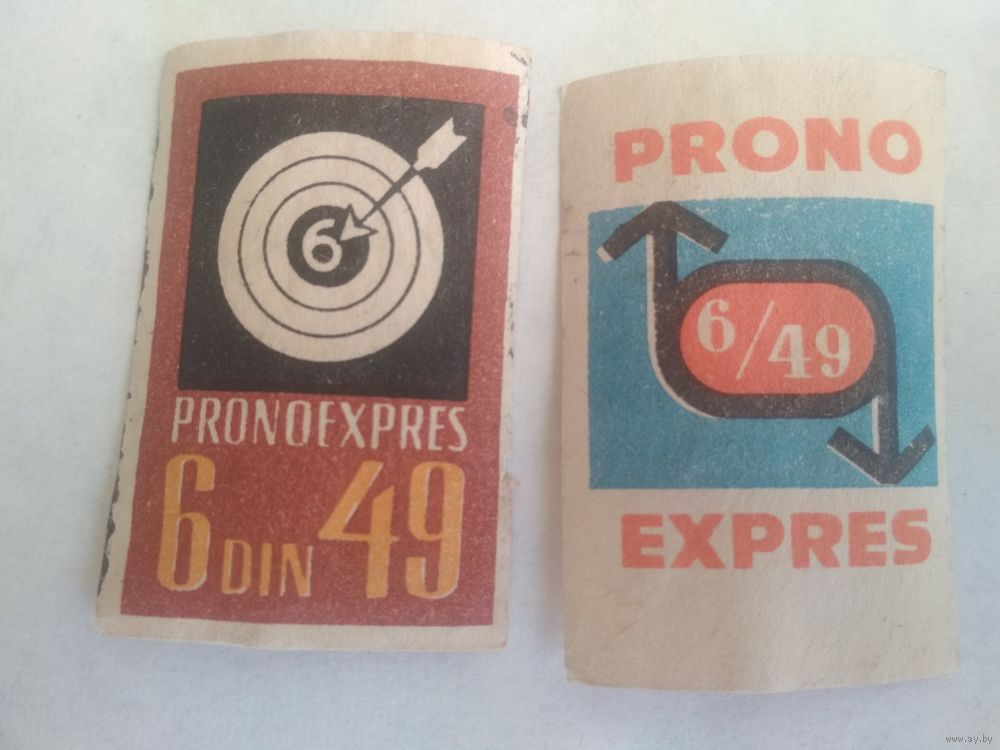 6
PRONOEXPRES
6 DIN 49
PRONO
6/49
EXPRES
www.ay.by